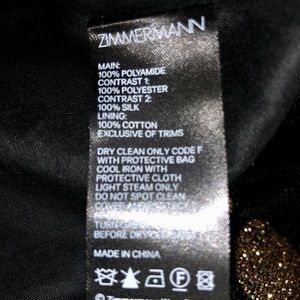 ZIMMERMANN
MAIN:
100% POLYAMIDE
CONTRAST 1:
100% POLYESTER
CONTRAST 2:
100% SILK
LINING:
100% COTTON
EXCLUSIVE OF TRIMS
DRY CLEAN ONLY CODE F
WITH PROTECTIVE BAG
COOL IRON WITH
PROTECTIVE CLOTH
LIGHT STEAM ONLY
DO NOT SPOT CLEAN
COVER
TURN
BEFORE DRY
MADE IN CHINA
F